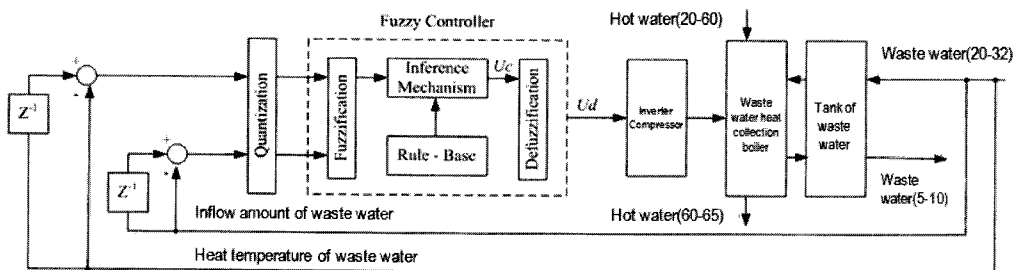 Fuzzy Controller
Hot water(20-60)
Waste water(20-32)
+
-
Z⁻¹
+
-
Z⁻¹
Quantization
Fuzzification
Inference
Mechanism
Rule - Base
Uc
Defuzzification
Ud
Inverter
Compressor
Waste
water heat
collection
boiler
Tank of
waste
water
Waste
water(5-10)
Hot water(60-65)
Inflow amount of waste water
Heat temperature of waste water